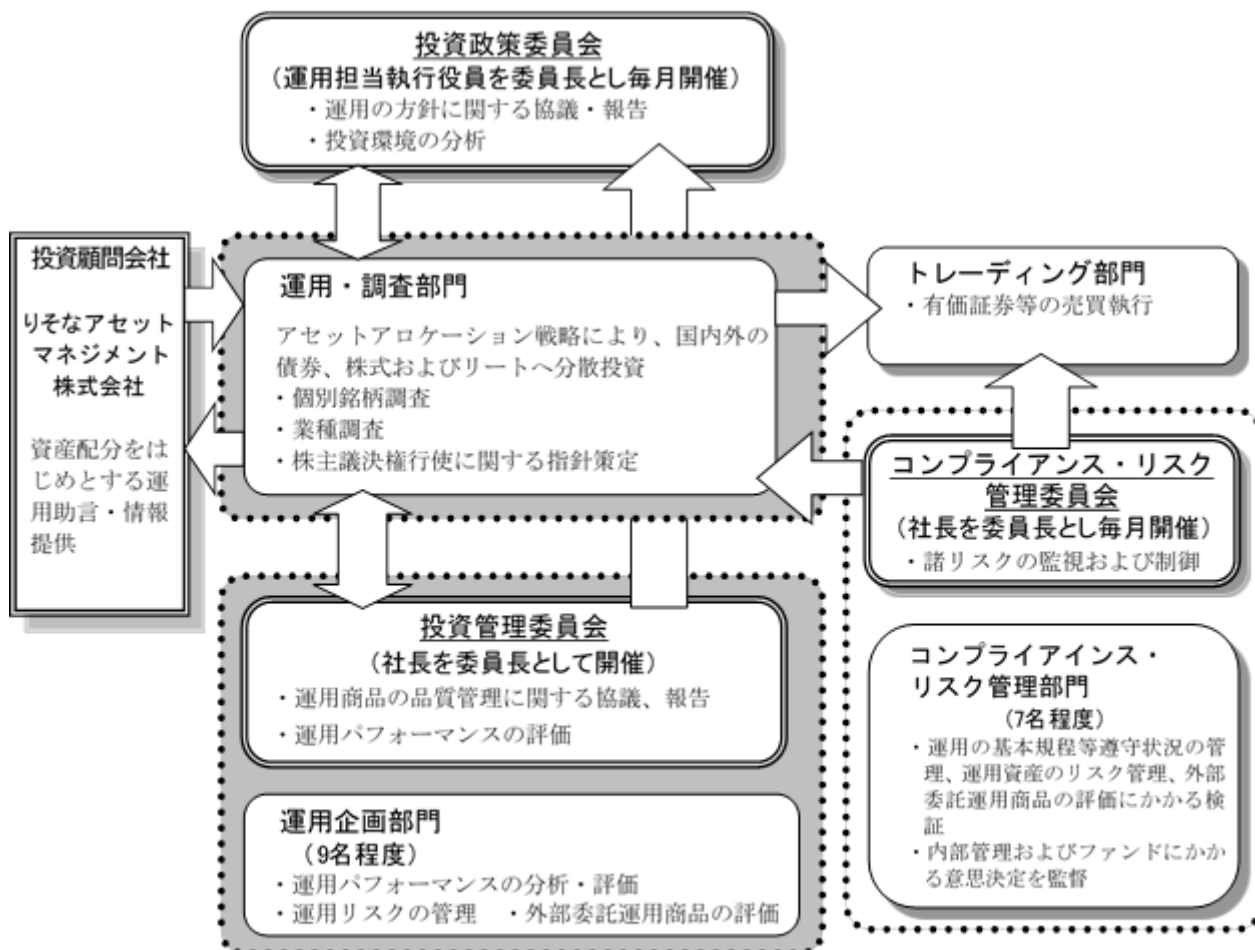 投資政策委員会
(運用担当執行役員を委員長とし毎月開催)
・運用の方針に関する協議・報告
・投資環境の分析
投資顧問会社
りそなアセット
マネジメント
株式会社
資産配分をは
じめとする運
用助言・情報
提供
運用・調査部門
アセットアロケーション戦略により、国内外の
債券、株式およびリートへ分散投資
・個別銘柄調査
・業種調査
・株主議決権行使に関する指針策定
トレーディング部門
・有価証券等の売買執行
コンプライアンス・リスク
管理委員会
(社長を委員長とし毎月開催)
・諸リスクの監視および制御
投資管理委員会
(社長を委員長として開催)
・運用商品の品質管理に関する協議、報告
・運用パフォーマンスの評価
運用企画部門
(9名程度)
・運用パフォーマンスの分析・評価
・運用リスクの管理　・外部委託運用商品の評価
コンプライアインス・
リスク管理部門
(7名程度)
・運用の基本規程等遵守状況の管
理、運用資産のリスク管理、外部
委託運用商品の評価にかかる検
証
・内部管理およびファンドにかか
る意思決定を監督